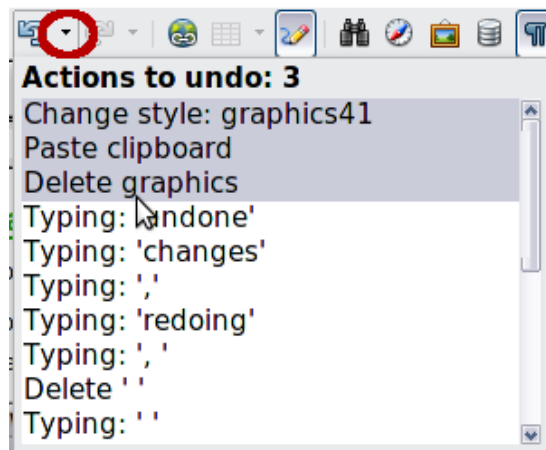 Actions to undo: 3
Change style: graphics41
Paste clipboard
Delete graphics
Typing: 'undone'
Typing: 'changes'
Typing: ','
Typing: 'redoing'
Typing: ', '
Delete ' '
Typing: ' '